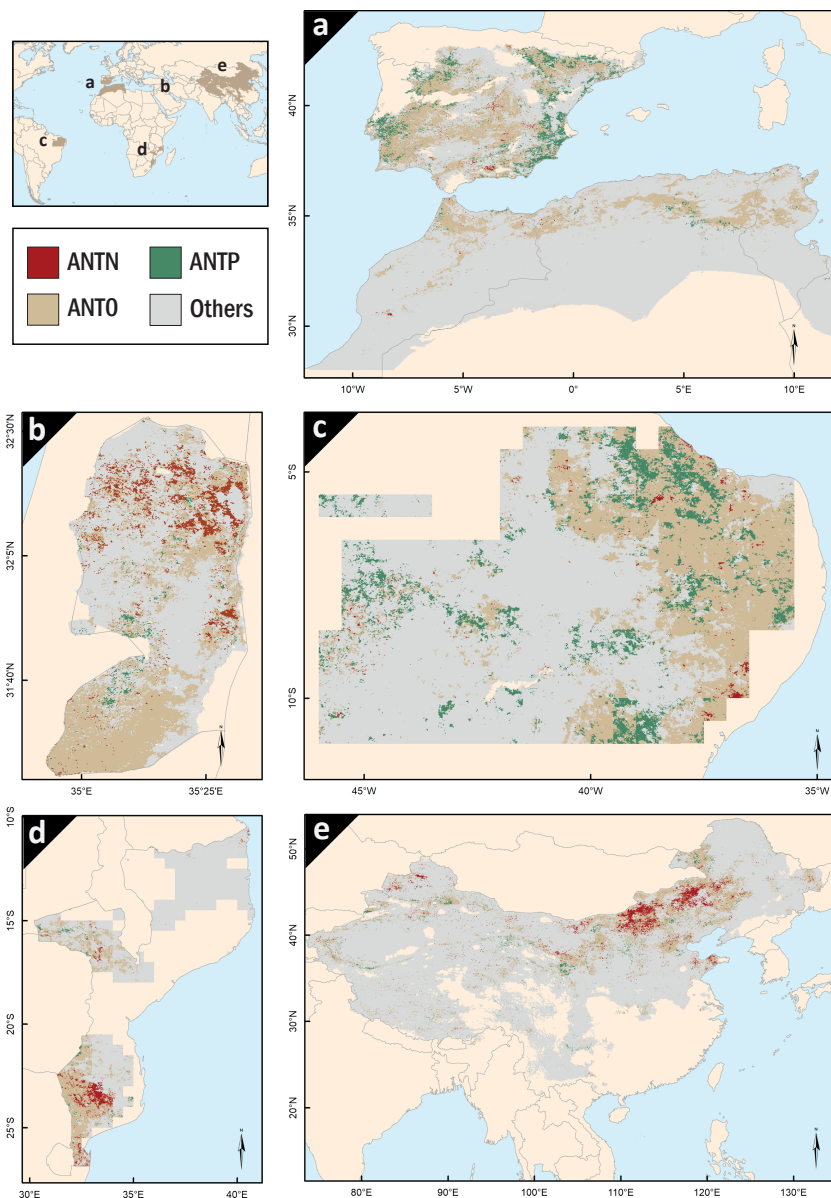 a
b
c
d
e
ANTN
ANTP
ANTO
Others
a
40°N
35°N
30°N
10°W
5°W
0°
5°E
10°E
N
b
32°30'N
32°5'N
31°40'N
35°E
35°25'E
N
c
5°S
10°S
45°W
40°W
35°W
N
d
10°S
15°S
20°S
25°S
30°E
35°E
40°E
N
e
50°N
40°N
30°N
20°N
80°E
90°E
100°E
110°E
120°E
130°E
N